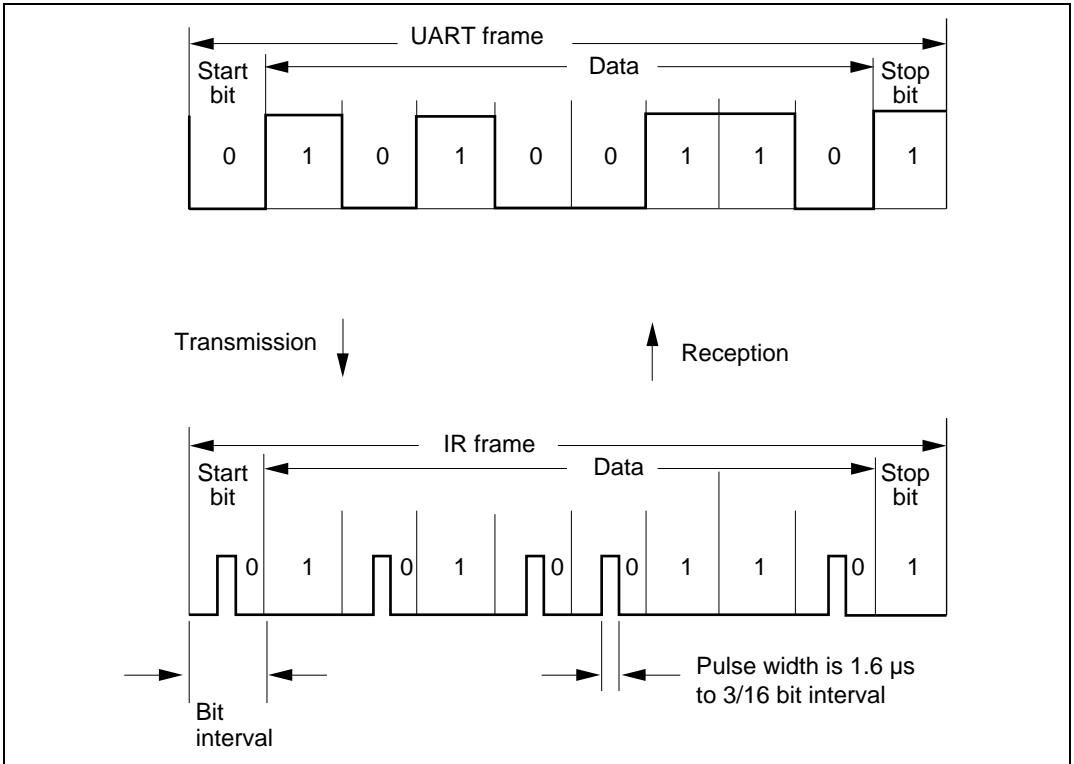 UART frame
Data
Start
bit
Stop
bit
0 1 0 1 0 0 1 1 0 1
Transmission
Reception
IR frame
Data
Start
bit
Stop
bit
0 1 0 1 0 0 1 1 0 1
Bit
interval
Pulse width is 1.6 µs
to 3/16 bit interval